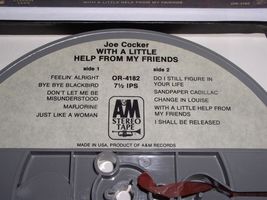 Joe Cocker
WITH A LITTLE
HELP FROM MY FRIENDS
side 1
FEELIN' ALRIGHT
BYE BYE BLACKBIRD
DON'T LET ME BE
MISUNDERSTOOD
MARJORINE
JUST LIKE A WOMAN
OR-4182
7½ IPS
A&M
STEREO
TAPE
side 2
DO I STILL FIGURE IN
YOUR LIFE
SANDPAPER CADILLAC
CHANGE IN LOUISE
WITH A LITTLE HELP FROM
MY FRIENDS
I SHALL BE RELEASED
MADE IN USA, PRODUCT OF A&M RECORDS